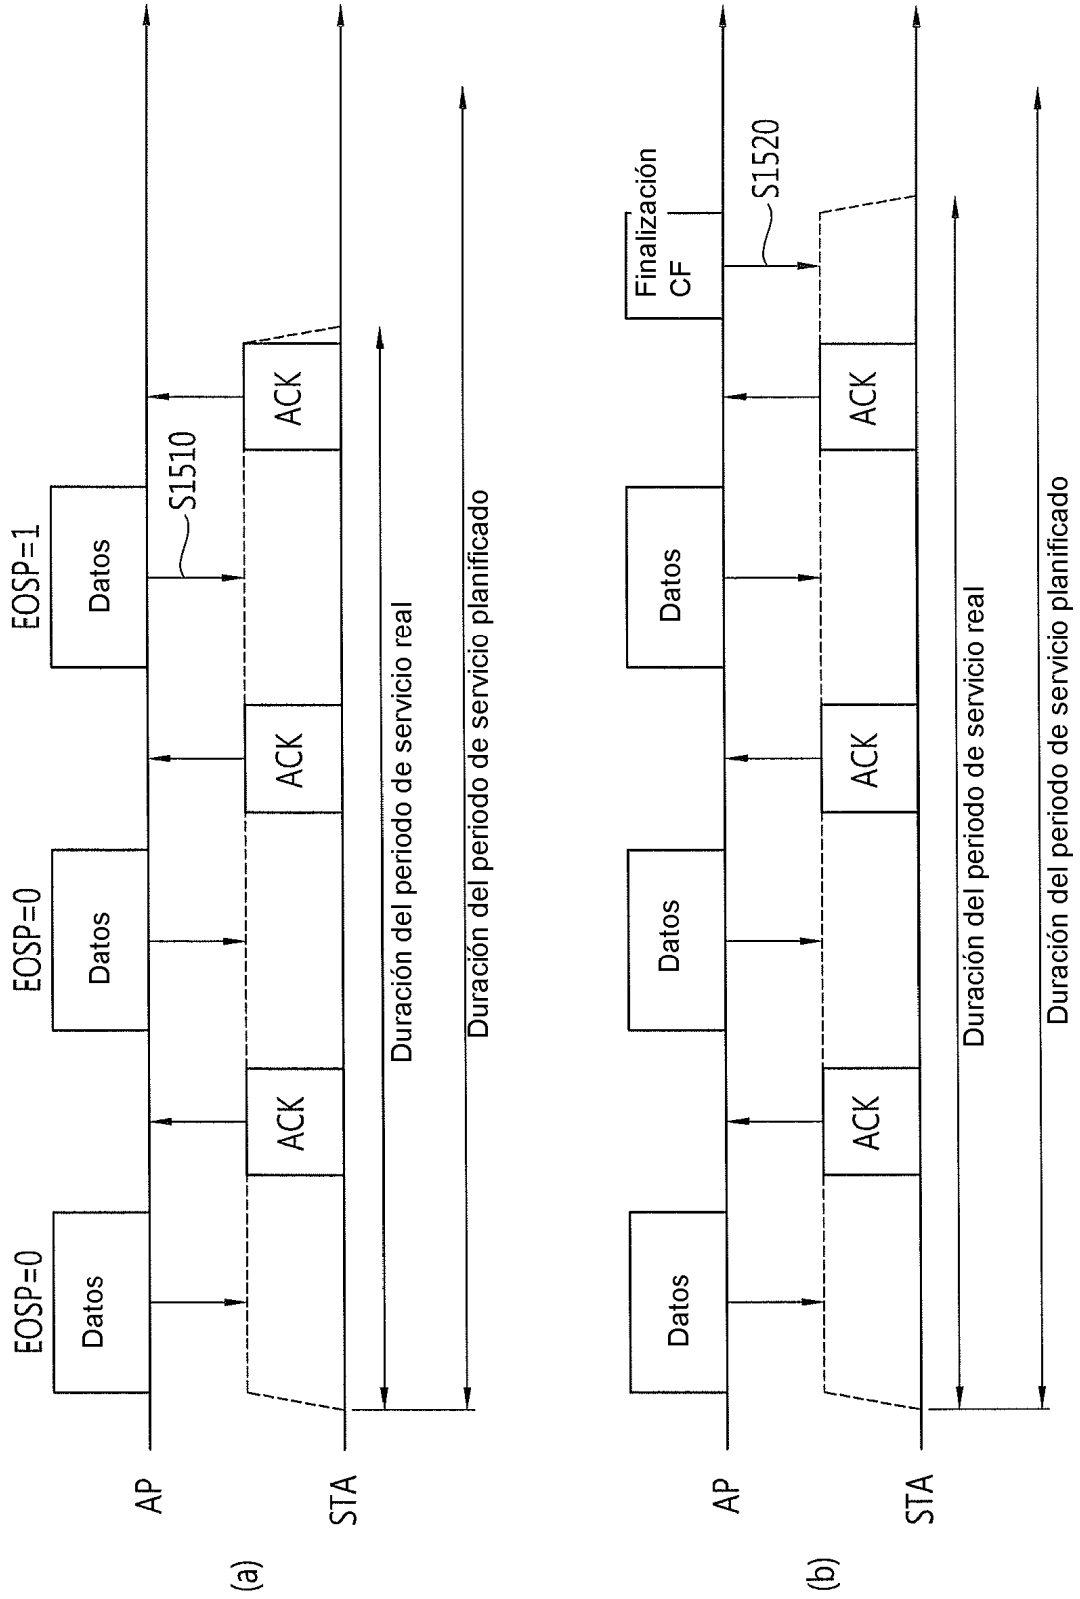 EOSP=0
EOSP=0
EOSP=1
Datos
Datos
Datos
AP
S1510
ACK
ACK
ACK
STA
Duración del periodo de servicio real
Duración del periodo de servicio planificado
(a)
Finalización
CF
Datos
Datos
Datos
AP
S1520
ACK
ACK
ACK
STA
Duración del periodo de servicio real
Duración del periodo de servicio planificado
(b)